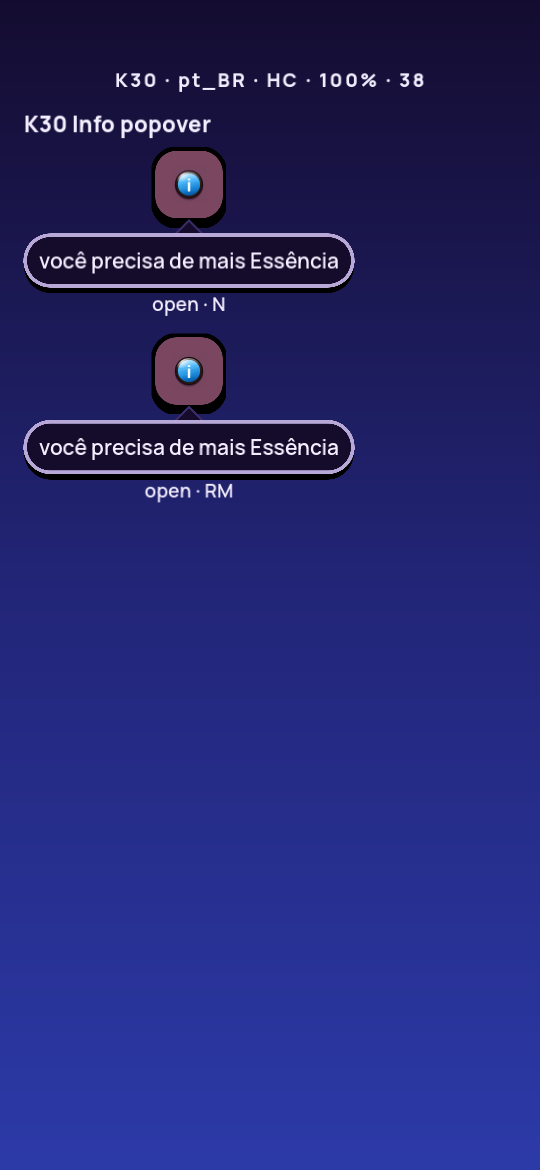 K30 · pt_BR · HC · 100% · 38
K30 Info popover
você precisa de mais Essência
open · N
você precisa de mais Essência
open · RM